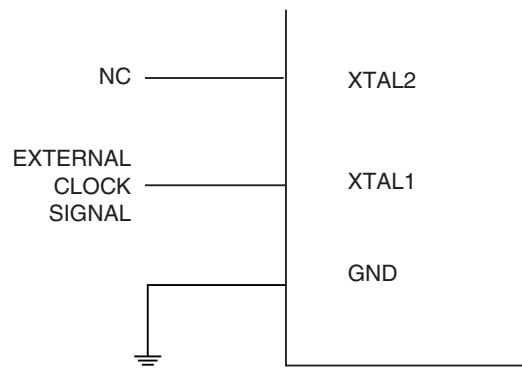 NC
XTAL2
EXTERNAL
CLOCK
SIGNAL
XTAL1
GND